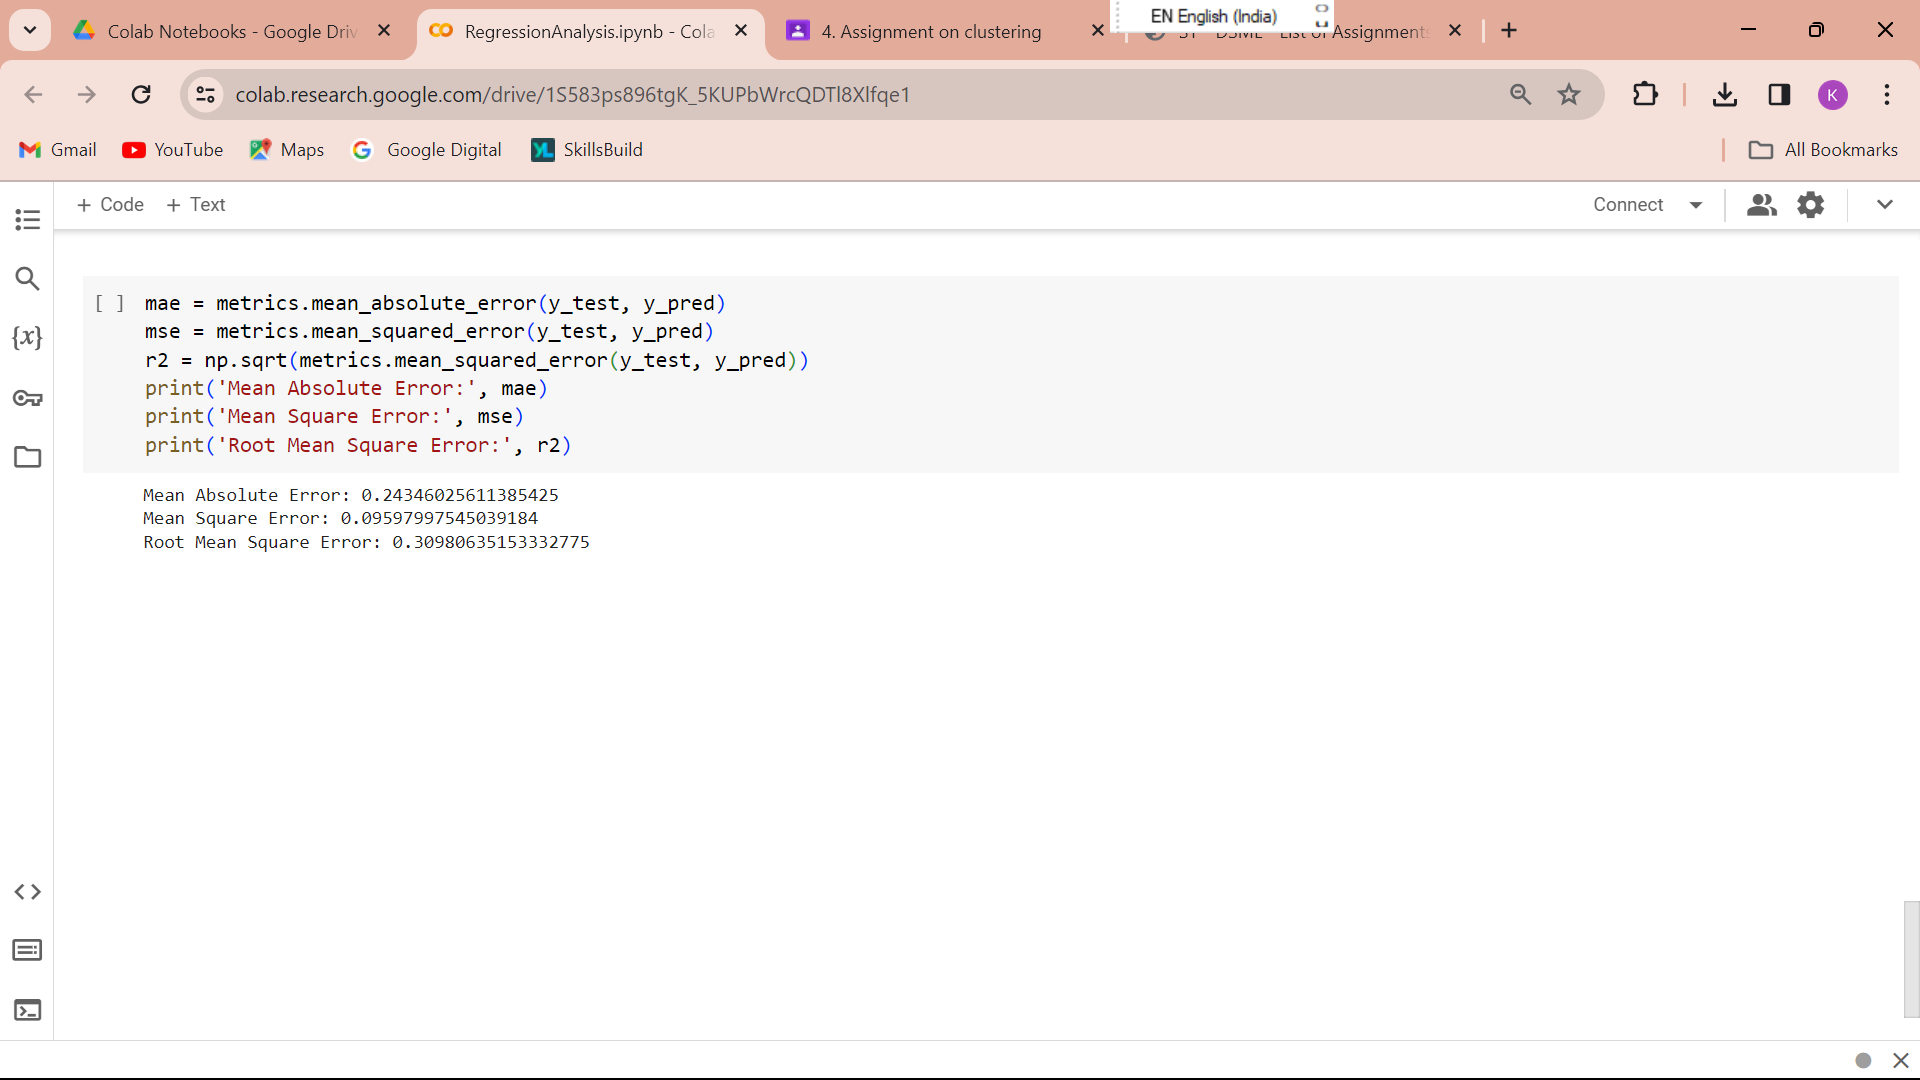 Colab Notebooks - Google Driv
RegressionAnalysis.ipynb - Cola
4. Assignment on clustering
EN English (India)
List of Assignments
colab.research.google.com/drive/1S583ps896tgK_5KUPbWrcQDTl8Xlfqe1
K
Gmail
YouTube
Maps
Google Digital
SkillsBuild
All Bookmarks
+ Code
+ Text
Connect
{x}
[ ] mae = metrics.mean_absolute_error(y_test, y_pred)
mse = metrics.mean_squared_error(y_test, y_pred)
r2 = np.sqrt(metrics.mean_squared_error(y_test, y_pred))
print('Mean Absolute Error:', mae)
print('Mean Square Error:', mse)
print('Root Mean Square Error:', r2)
Mean Absolute Error: 0.24346025611385425
Mean Square Error: 0.09597997545039184
Root Mean Square Error: 0.30980635153332775